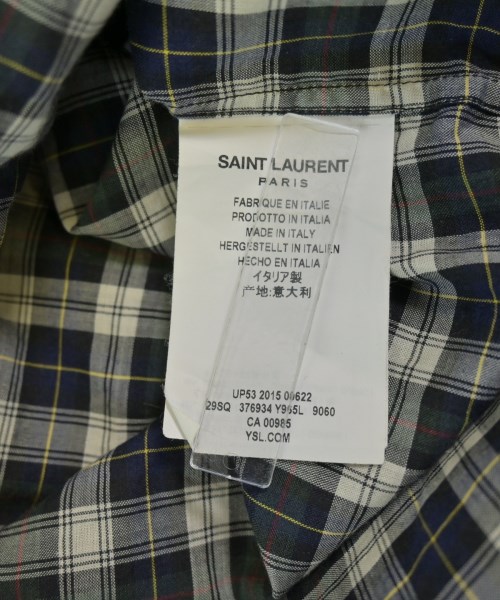 SAINT LAURENT
PARIS
FABRIQUE EN ITALIE
PRODOTTO IN ITALIA
MADE IN ITALY
HERGESTELLT IN ITALIEN
HECHO EN ITALIA
イタリア製
产地:意大利
UP53 2015 00622
29SQ 376934 Y965L 9060
CA 00985
YSL.COM